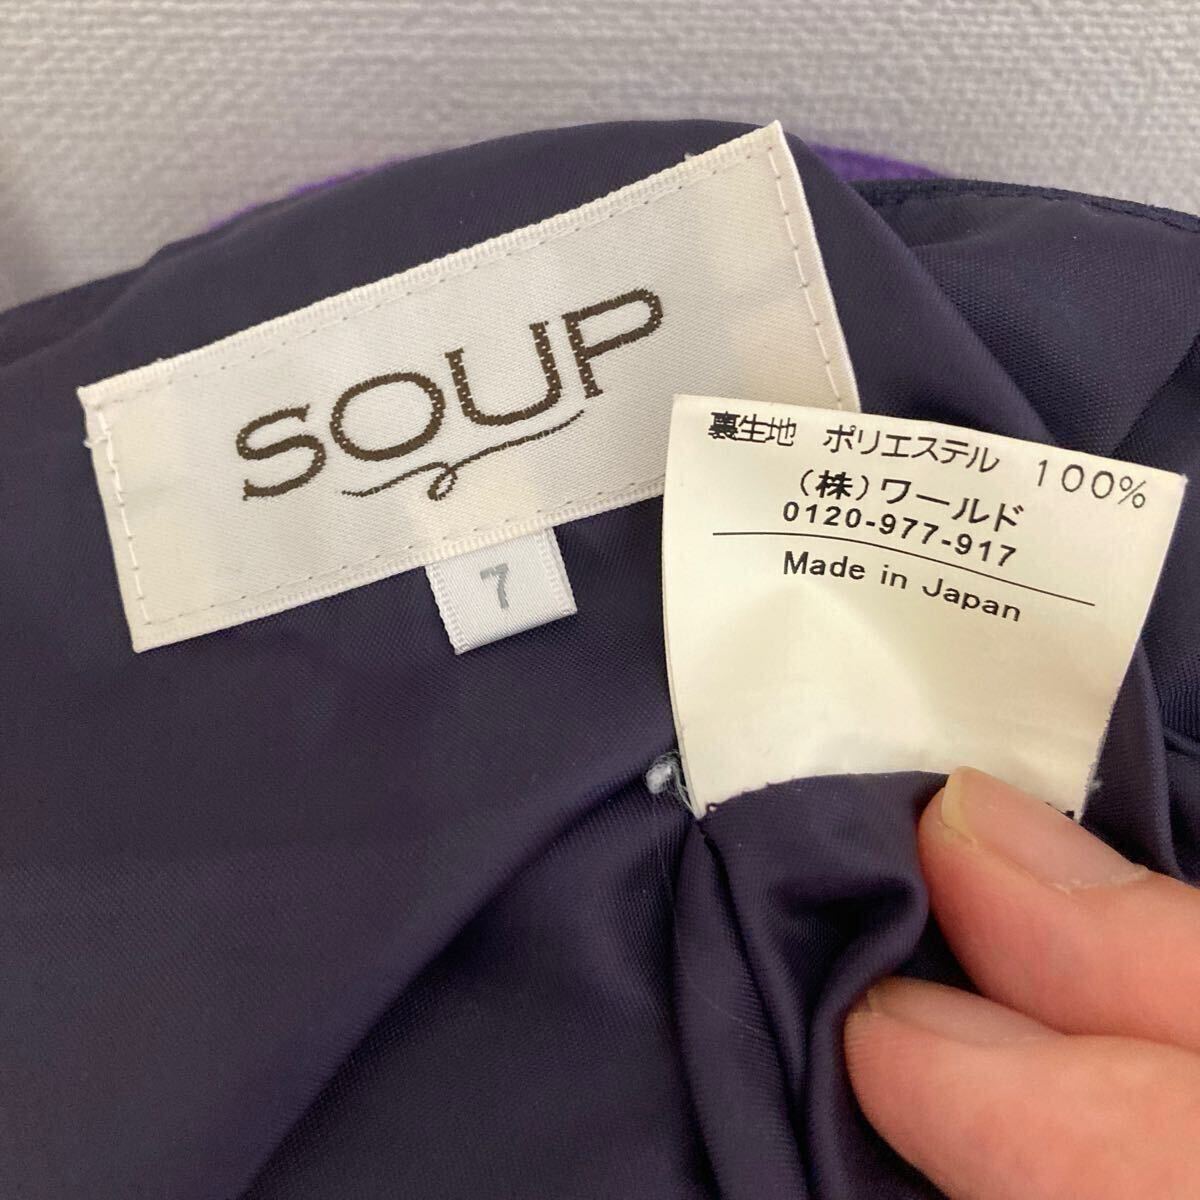 SOUP
7
裏生地 ポリエステル 100%
(株)ワールド
0120-977-917
Made in Japan